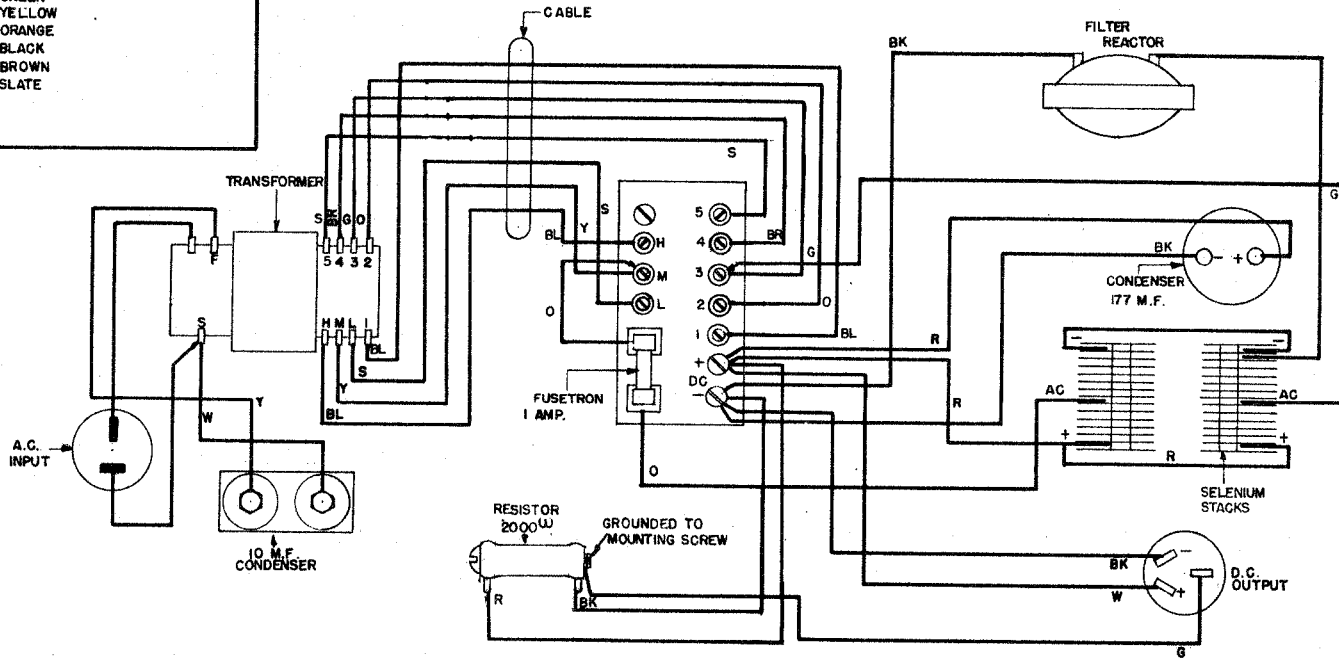 YELLOW
ORANGE
BLACK
BROWN
SLATE
CABLE
BK
FILTER
REACTOR
TRANSFORMER
S
BR
G
O
F
5
4
3
2
S
H
M
L
1
BL
S
Y
BL
Y
W
A.C.
INPUT
10 M.F.
CONDENSER
S
S
5
BL
H
4
BR
Y
G
M
3
G
L
2
O
O
1
BL
+
DC
-
R
FUSETRON
1 AMP.
R
O
BK
- +
CONDENSER
177 M.F.
-
-
AC
AC
+
+
R
SELENIUM
STACKS
RESISTOR
2000 ω
GROUNDED TO
MOUNTING SCREW
R
BK
BK
-
W
+
D.C.
OUTPUT
G